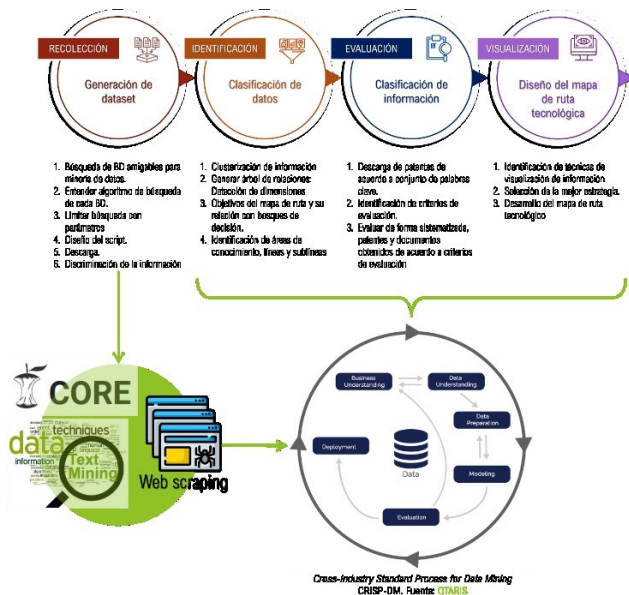 RECOLECCIÓN
Generación de
dataset
IDENTIFICACIÓN
Clasificación de
datos
EVALUACIÓN
Clasificación de
información
VISUALIZACIÓN
Diseño del mapa
de ruta
tecnológica
1. Búsqueda de BD amigables para
minería de datos.
2. Entender algoritmo de búsqueda
de cada BD.
3. Limitar búsqueda con
parámetros
4. Diseño del script.
5. Descarga.
6. Discriminación de la información
1. Clusterización de información
2. Generar árbol de relaciones:
Detección de dimensiones
3. Objetivos del mapa de ruta y su
relación con bosques de
decisión.
4. Identificación de áreas de
conocimiento, líneas y sublíneas
1. Descarga de patentes de
acuerdo a conjunto de palabras
clave.
2. Identificación de criterios de
evaluación.
3. Evaluar de forma sistematizada,
patentes y documentos
obtenidos de acuerdo a criterios
de evaluación
1. Identificación de técnicas de
visualización de información
2. Selección de la mejor estrategia.
3. Desarrollo del mapa de ruta
tecnológico
CORE
techniques
data
information
Text
Mining
Web scraping
Business
Understanding
Data
Understanding
Data
Preparation
Modeling
Evaluation
Deployment
Data
Cross-Industry Standard Process for Data Mining
CRISP-DM. Fuente: OTARIS